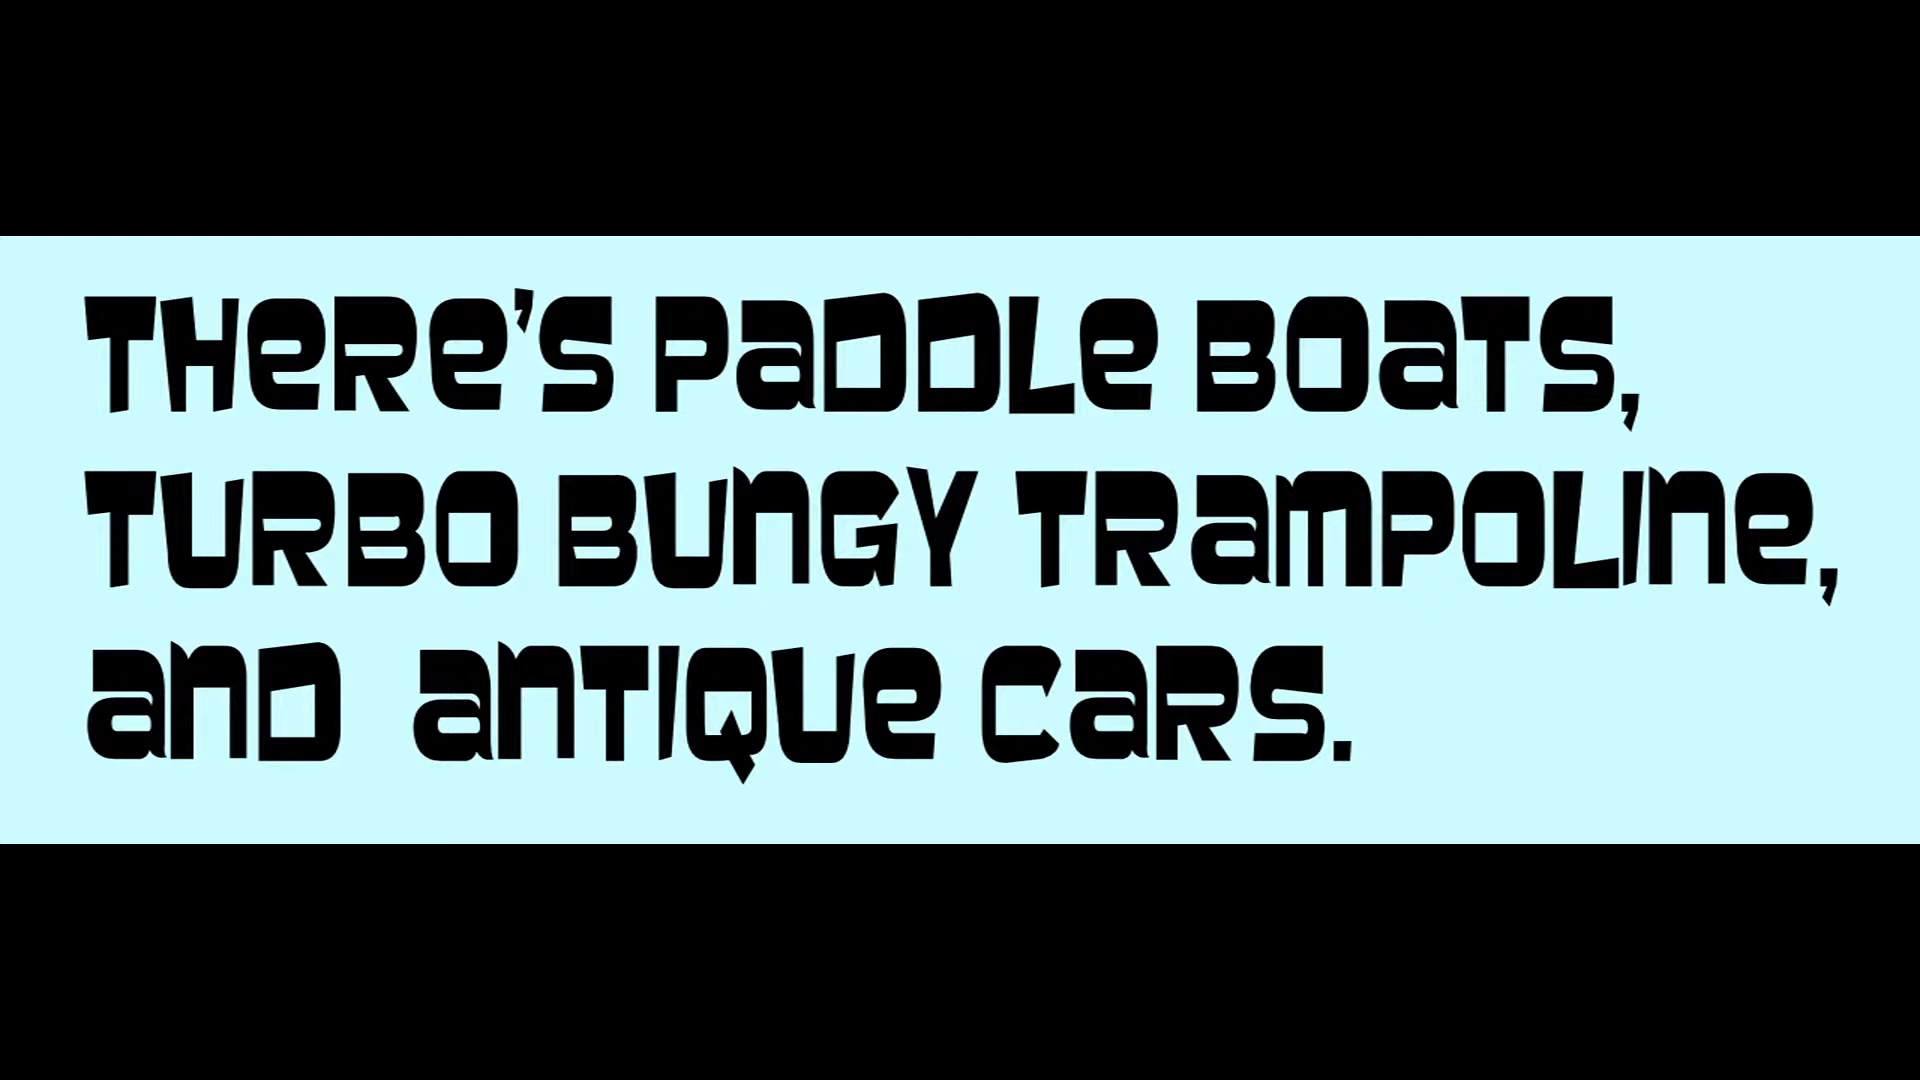 THERE'S PADDLE BOATS,
TURBO BUNGY TRAMPOLINE,
AND ANTIQUE CARS.